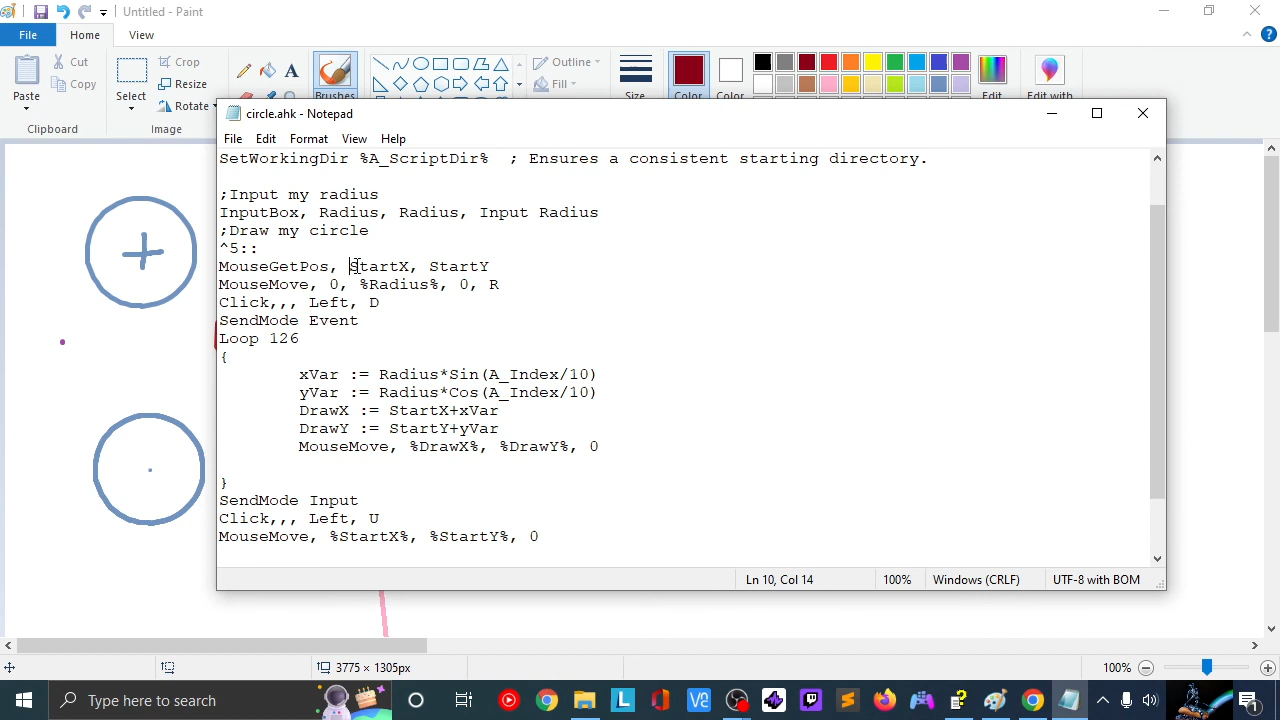 Untitled - Paint
File Home View
Paste
Cut
Copy
Clipboard
Select
Crop
Resize
Rotate
Image
Brushes
Outline
Fill
Size
Color
Color
Edit
Edit with
circle.ahk - Notepad
File Edit Format View Help
SetWorkingDir %A_ScriptDir%  ; Ensures a consistent starting directory.
;Input my radius
InputBox, Radius, Radius, Input Radius
;Draw my circle
^5::
MouseGetPos, StartX, StartY
MouseMove, 0, %Radius%, 0, R
Click,,, Left, D
SendMode Event
Loop 126
{
xVar := Radius*Sin(A_Index/10)
yVar := Radius*Cos(A_Index/10)
DrawX := StartX+xVar
DrawY := StartY+yVar
MouseMove, %DrawX%, %DrawY%, 0
}
SendMode Input
Click,,, Left, U
MouseMove, %StartX%, %StartY%, 0
Ln 10, Col 14 100% Windows (CRLF) UTF-8 with BOM
3775 × 1305px 100%
Type here to search